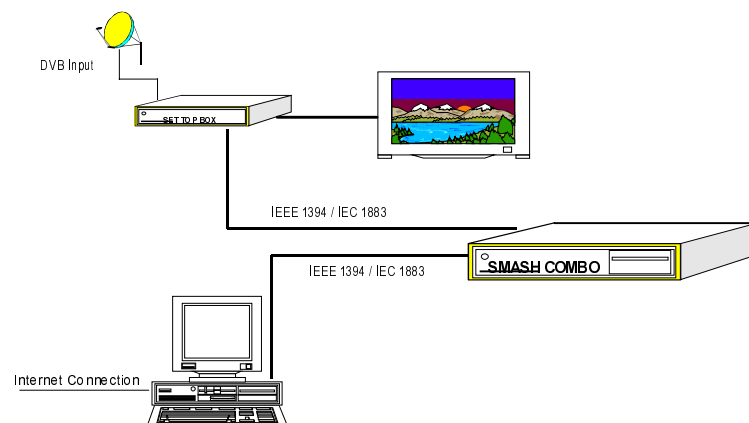 DVB Input
SET TOP BOX
IEEE 1394 / IEC 1883
SMASH COMBO
IEEE 1394 / IEC 1883
Internet Connection